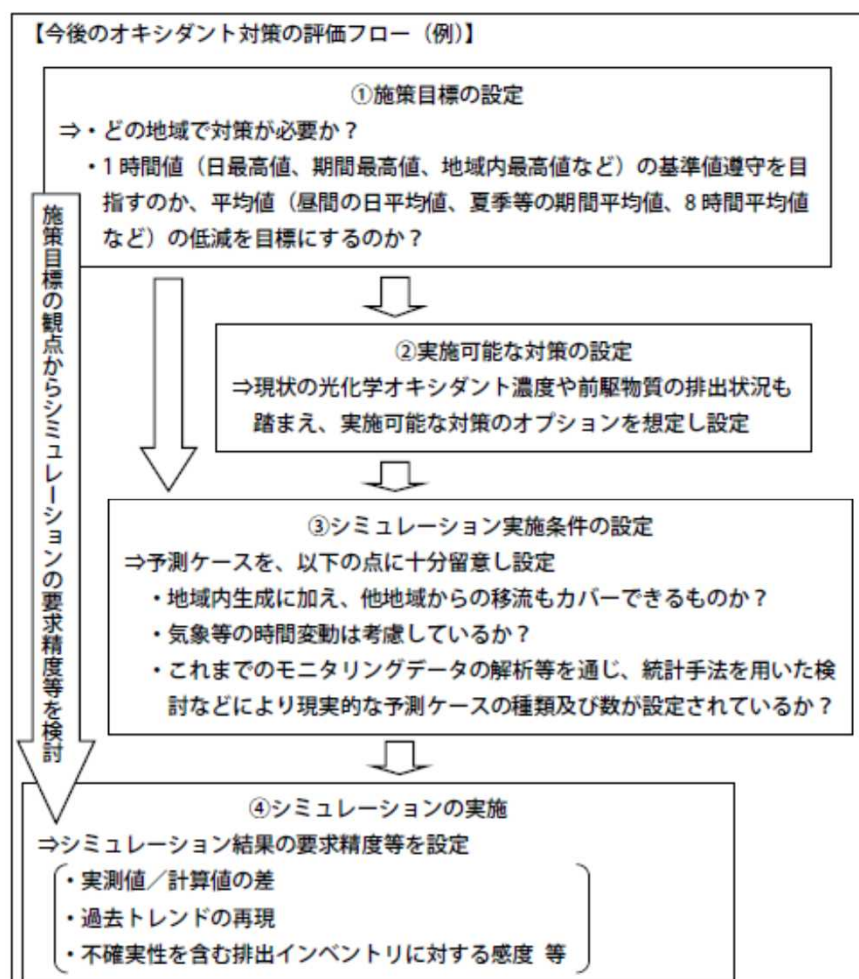 【今後のオキシダント対策の評価フロー（例）】
①施策目標の設定
⇒・どの地域で対策が必要か？
・1時間値（日最高値、期間最高値、地域内最高値など）の基準値遵守を目
指すのか、平均値（昼間の日平均値、夏季等の期間平均値、8時間平均値
など）の低減を目標にするのか？
施策目標の観点からシミュレーションの要求精度等を検討
②実施可能な対策の設定
⇒現状の光化学オキシダント濃度や前駆物質の排出状況も
踏まえ、実施可能な対策のオプションを想定し設定
③シミュレーション実施条件の設定
⇒予測ケースを、以下の点に十分留意し設定
・地域内生成に加え、他地域からの移流もカバーできるものか？
・気象等の時間変動は考慮しているか？
・これまでのモニタリングデータの解析等を通じ、統計手法を用いた検
討などにより現実的な予測ケースの種類及び数が設定されているか？
④シミュレーションの実施
⇒シミュレーション結果の要求精度等を設定
・実測値／計算値の差
・過去トレンドの再現
・不確実性を含む排出インベントリに対する感度 等